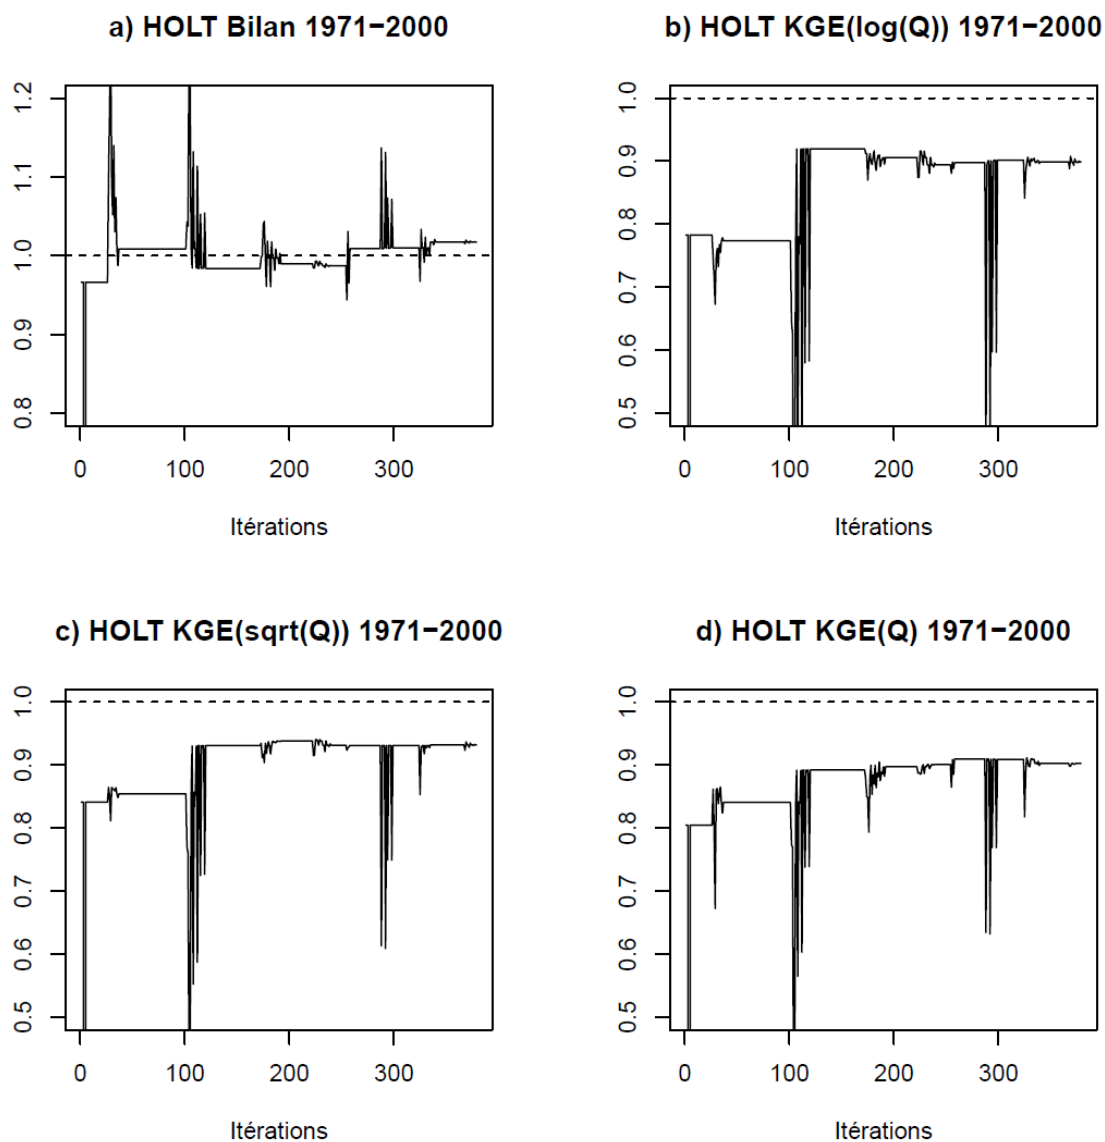 a) HOLT Bilan 1971−2000
0.8 0.9 1.0 1.1 1.2
0 100 200 300
Itérations
b) HOLT KGE(log(Q)) 1971−2000
0.5 0.6 0.7 0.8 0.9 1.0
0 100 200 300
Itérations
c) HOLT KGE(sqrt(Q)) 1971−2000
0.5 0.6 0.7 0.8 0.9 1.0
0 100 200 300
Itérations
d) HOLT KGE(Q) 1971−2000
0.5 0.6 0.7 0.8 0.9 1.0
0 100 200 300
Itérations